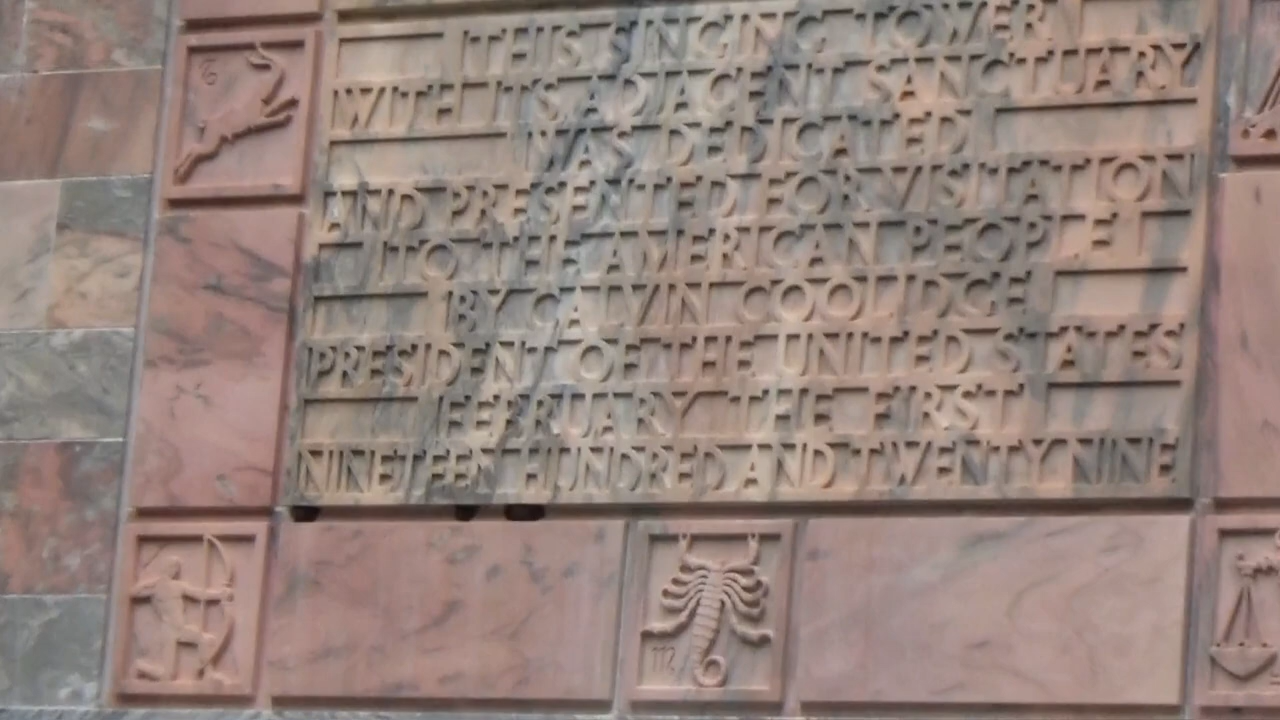 THIS SINGING TOWER
WITH ITS ADJACENT SANCTUARY
WAS DEDICATED
AND PRESENTED FOR VISITATION
TO THE AMERICAN PEOPLE
BY CALVIN COOLIDGE
PRESIDENT OF THE UNITED STATES
FEBRUARY THE FIRST
NINETEEN HUNDRED AND TWENTY NINE